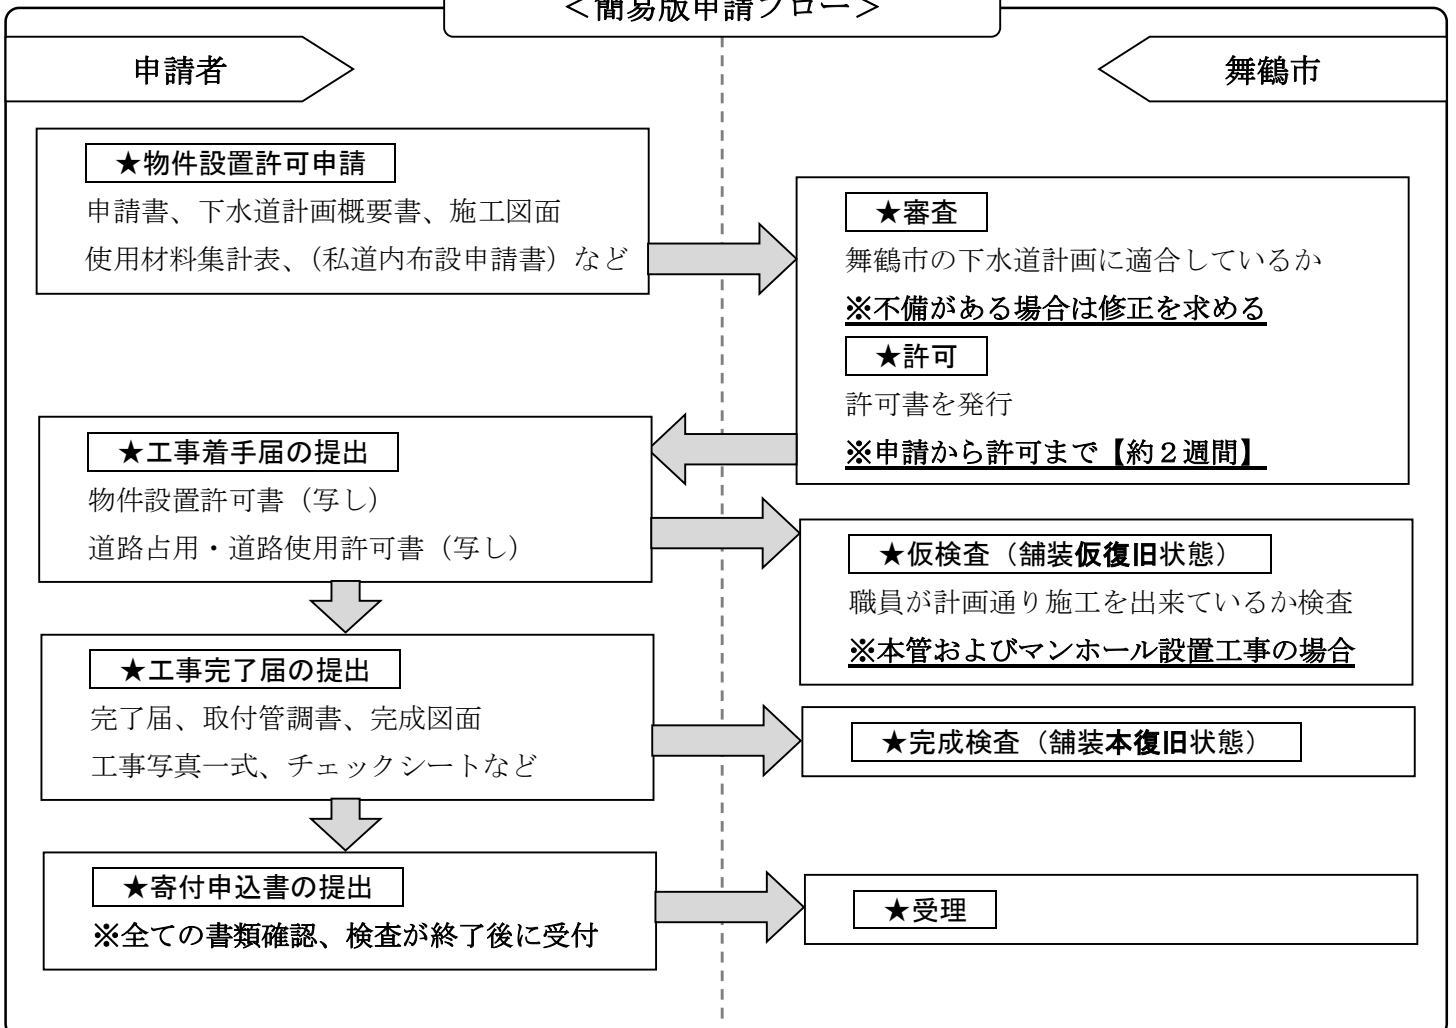 <簡易版申請フロー>
申請者
舞鶴市
★物件設置許可申請
申請書、下水道計画概要書、施工図面
使用材料集計表、（私道内布設申請書）など
★審査
舞鶴市の下水道計画に適合しているか
※不備がある場合は修正を求める
★許可
許可書を発行
※申請から許可まで【約２週間】
★工事着手届の提出
物件設置許可書（写し）
道路占用・道路使用許可書（写し）
★仮検査（舗装仮復旧状態）
職員が計画通り施工を出来ているか検査
※本管およびマンホール設置工事の場合
★工事完了届の提出
完了届、取付管調書、完成図面
工事写真一式、チェックシートなど
★完成検査（舗装本復旧状態）
★寄付申込書の提出
※全ての書類確認、検査が終了後に受付
★受理